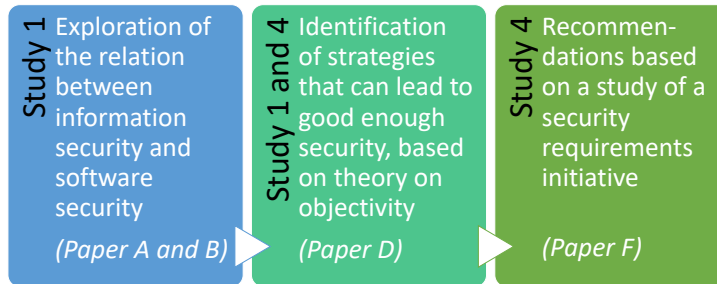 Study 1
Exploration of
the relation
between
information
security and
software
security
(Paper A and B)
Study 1 and 4
Identification
of strategies
that can lead to
good enough
security, based
on theory on
objectivity
(Paper D)
Study 4
Recommen-
dations based
on a study of a
security
requirements
initiative
(Paper F)